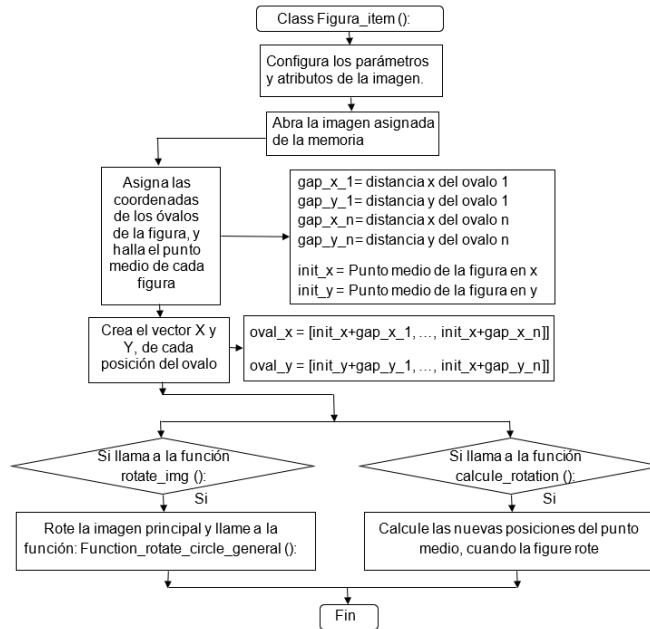 Class Figura_item ():
Configura los parámetros
y atributos de la imagen.
Abra la imagen asignada
de la memoria
Asigna las
coordenadas
de los óvalos
de la figura, y
halla el punto
medio de cada
figura
gap_x_1= distancia x del ovalo 1
gap_y_1= distancia y del ovalo 1
gap_x_n= distancia x del ovalo n
gap_y_n= distancia y del ovalo n
init_x = Punto medio de la figura en x
init_y = Punto medio de la figura en y
Crea el vector X y
Y, de cada
posición del ovalo
oval_x = [init_x+gap_x_1, ..., init_x+gap_x_n]]
oval_y = [init_y+gap_y_1, ..., init_x+gap_y_n]]
Si llama a la función
rotate_img ():
Si
Si llama a la función
calcule_rotation ():
Si
Rote la imagen principal y llame a la
función: Function_rotate_circle_general ():
Calcule las nuevas posiciones del punto
medio, cuando la figure rote
Fin